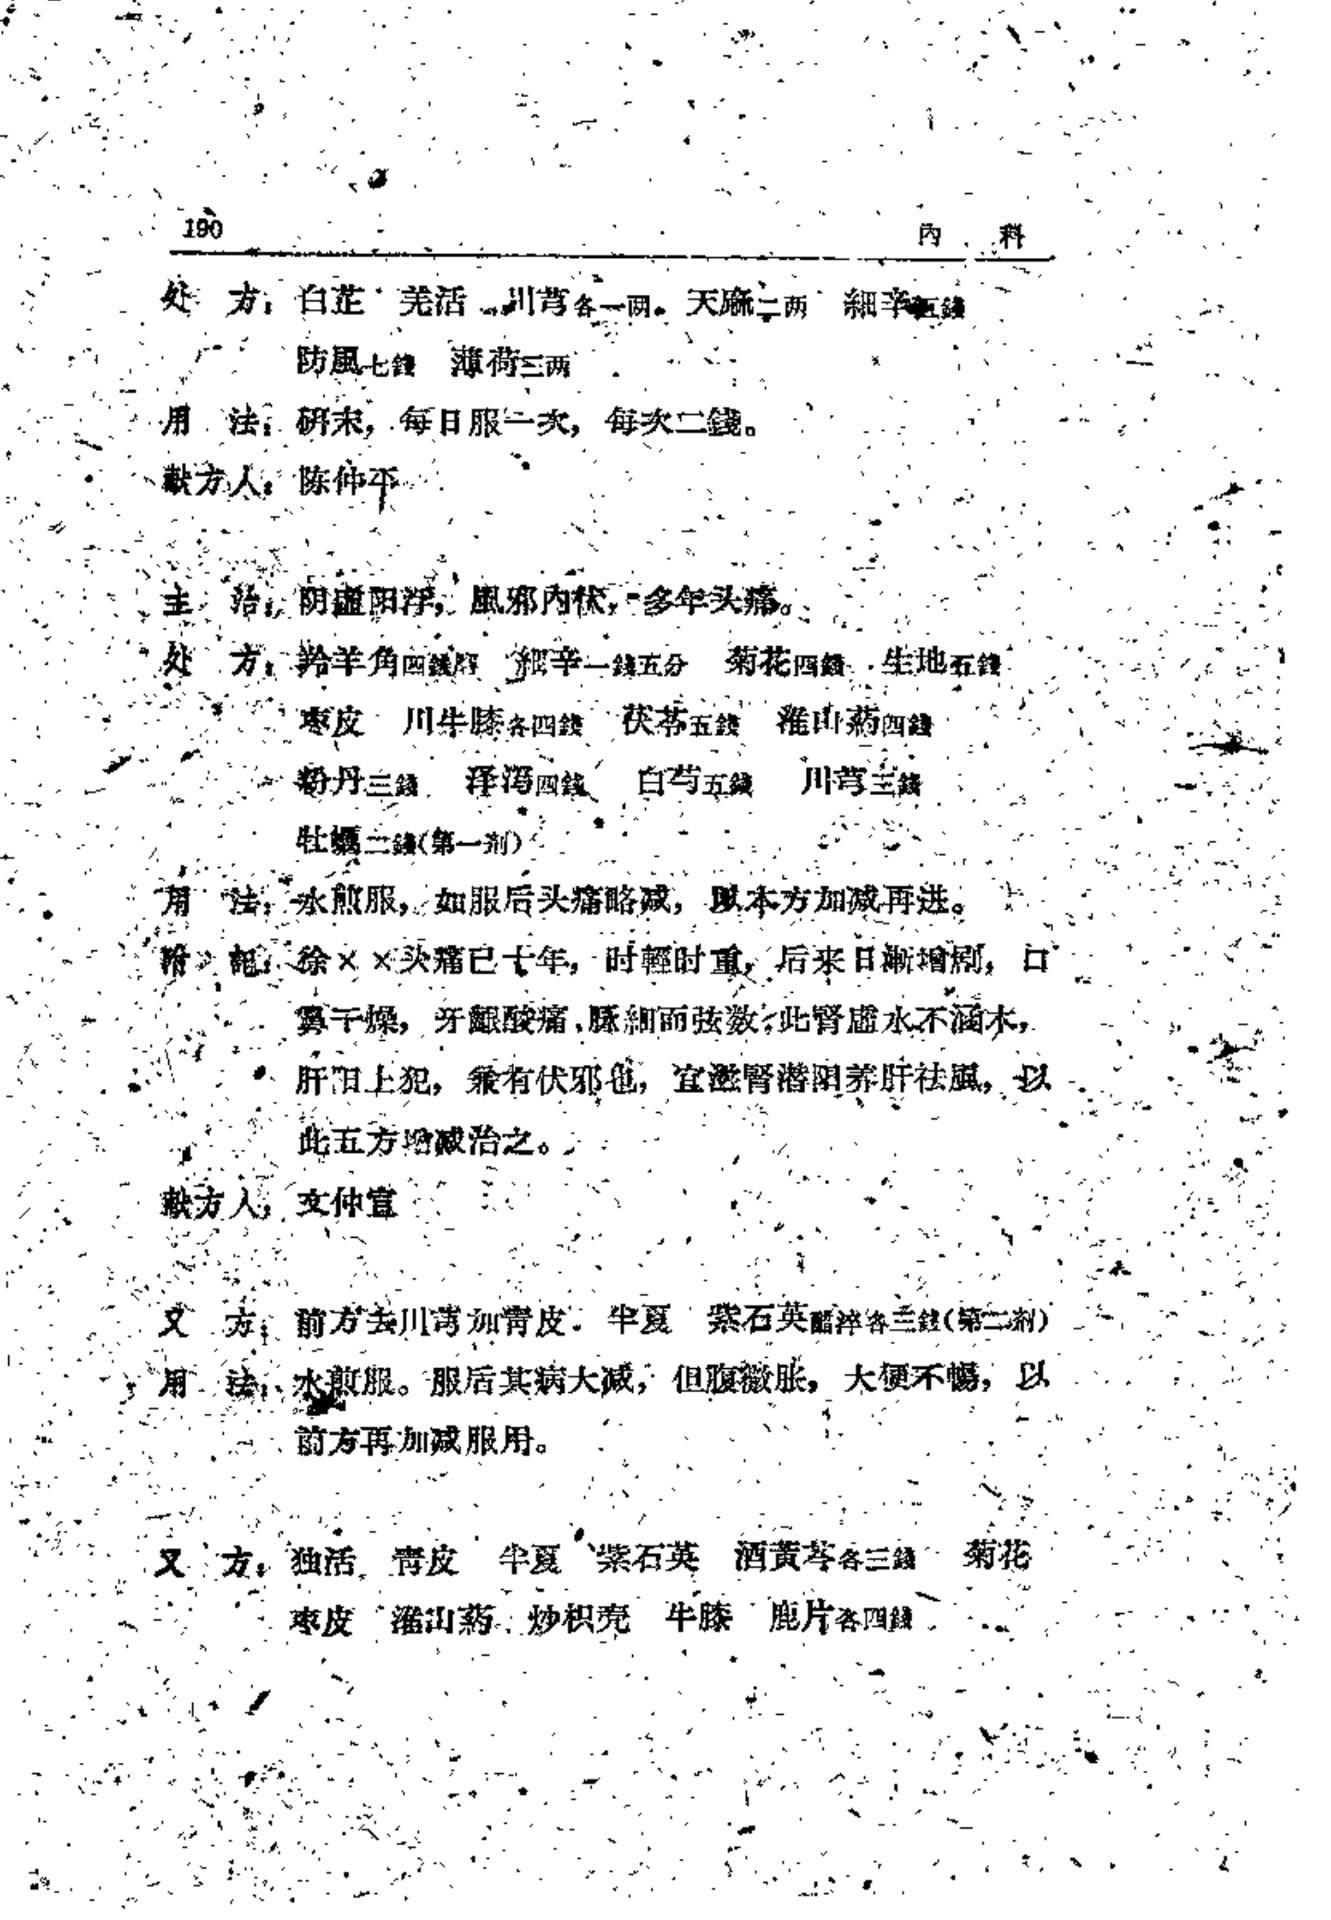 190
內 科
处 方：白芷 羌活 川芎各一两 天麻二两 細辛五錢
防風七錢 薄荷三两
用 法：研末，每日服一次，每次二錢。
献方人：陈仲平
主 治：阴虛阳浮，風邪內伏，多年头痛。
处 方：羚羊角四錢 細辛一錢五分 菊花四錢 生地五錢
枣皮 川牛膝各四錢 茯苓五錢 淮山葯四錢
粉丹三錢 泽泻四錢 白芍五錢 川芎三錢
牡蠣二錢（第一剂）
用 法：水煎服，如服后头痛略减，以本方加减再进。
附 記：徐××头痛已十年，时輕时重，后来日漸增剧，口
鼻干燥，牙齦酸痛，脉細而弦数，此腎虛水不涵木，
肝阳上犯，兼有伏邪也，宜滋腎潜阳养肝祛風，以
此五方增减治之。
献方人：文仲宣
又 方：前方去川芎加青皮 半夏 紫石英醋淬各三錢（第二剂）
用 法：水煎服。服后其病大减，但腹微胀，大便不暢，以
前方再加减服用。
又 方：独活 青皮 半夏 紫石英 酒黃芩各三錢 菊花
枣皮 淮山葯 炒枳壳 牛膝 鹿片各四錢